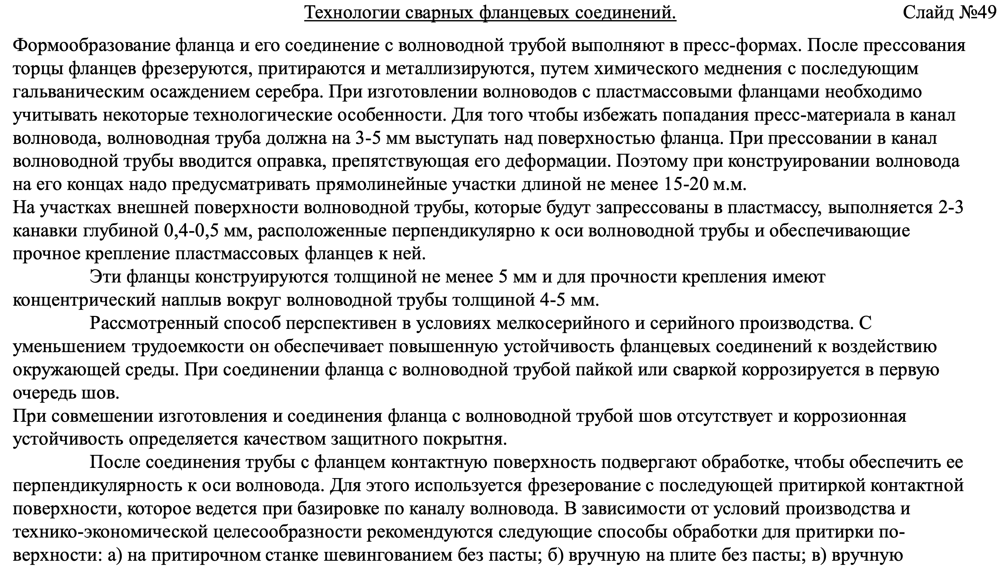 Технологии сварных фланцевых соединений. Слайд №49
Формообразование фланца и его соединение с волноводной трубой выполняют в пресс-формах. После прессования
торцы фланцев фрезеруются, притираются и металлизируются, путем химического меднения с последующим
гальваническим осаждением серебра. При изготовлении волноводов с пластмассовыми фланцами необходимо
учитывать некоторые технологические особенности. Для того чтобы избежать попадания пресс-материала в канал
волновода, волноводная труба должна на 3-5 мм выступать над поверхностью фланца. При прессовании в канал
волноводной трубы вводится оправка, препятствующая его деформации. Поэтому при конструировании волновода
на его концах надо предусматривать прямолинейные участки длиной не менее 15-20 м.м.
На участках внешней поверхности волноводной трубы, которые будут запрессованы в пластмассу, выполняется 2-3
канавки глубиной 0,4-0,5 мм, расположенные перпендикулярно к оси волноводной трубы и обеспечивающие
прочное крепление пластмассовых фланцев к ней.
Эти фланцы конструируются толщиной не менее 5 мм и для прочности крепления имеют
концентрический наплыв вокруг волноводной трубы толщиной 4-5 мм.
Рассмотренный способ перспективен в условиях мелкосерийного и серийного производства. С
уменьшением трудоемкости он обеспечивает повышенную устойчивость фланцевых соединений к воздействию
окружающей среды. При соединении фланца с волноводной трубой пайкой или сваркой коррозируется в первую
очередь шов.
При совмешении изготовления и соединения фланца с волноводной трубой шов отсутствует и коррозионная
устойчивость определяется качеством защитного покрытня.
После соединения трубы с фланцем контактную поверхность подвергают обработке, чтобы обеспечить ее
перпендикулярность к оси волновода. Для этого используется фрезерование с последующей притиркой контактной
поверхности, которое ведется при базировке по каналу волновода. В зависимости от условий производства и
технико-экономической целесообразности рекомендуются следующие способы обработки для притирки по-
верхности: а) на притирочном станке шевингованием без пасты; б) вручную на плите без пасты; в) вручную